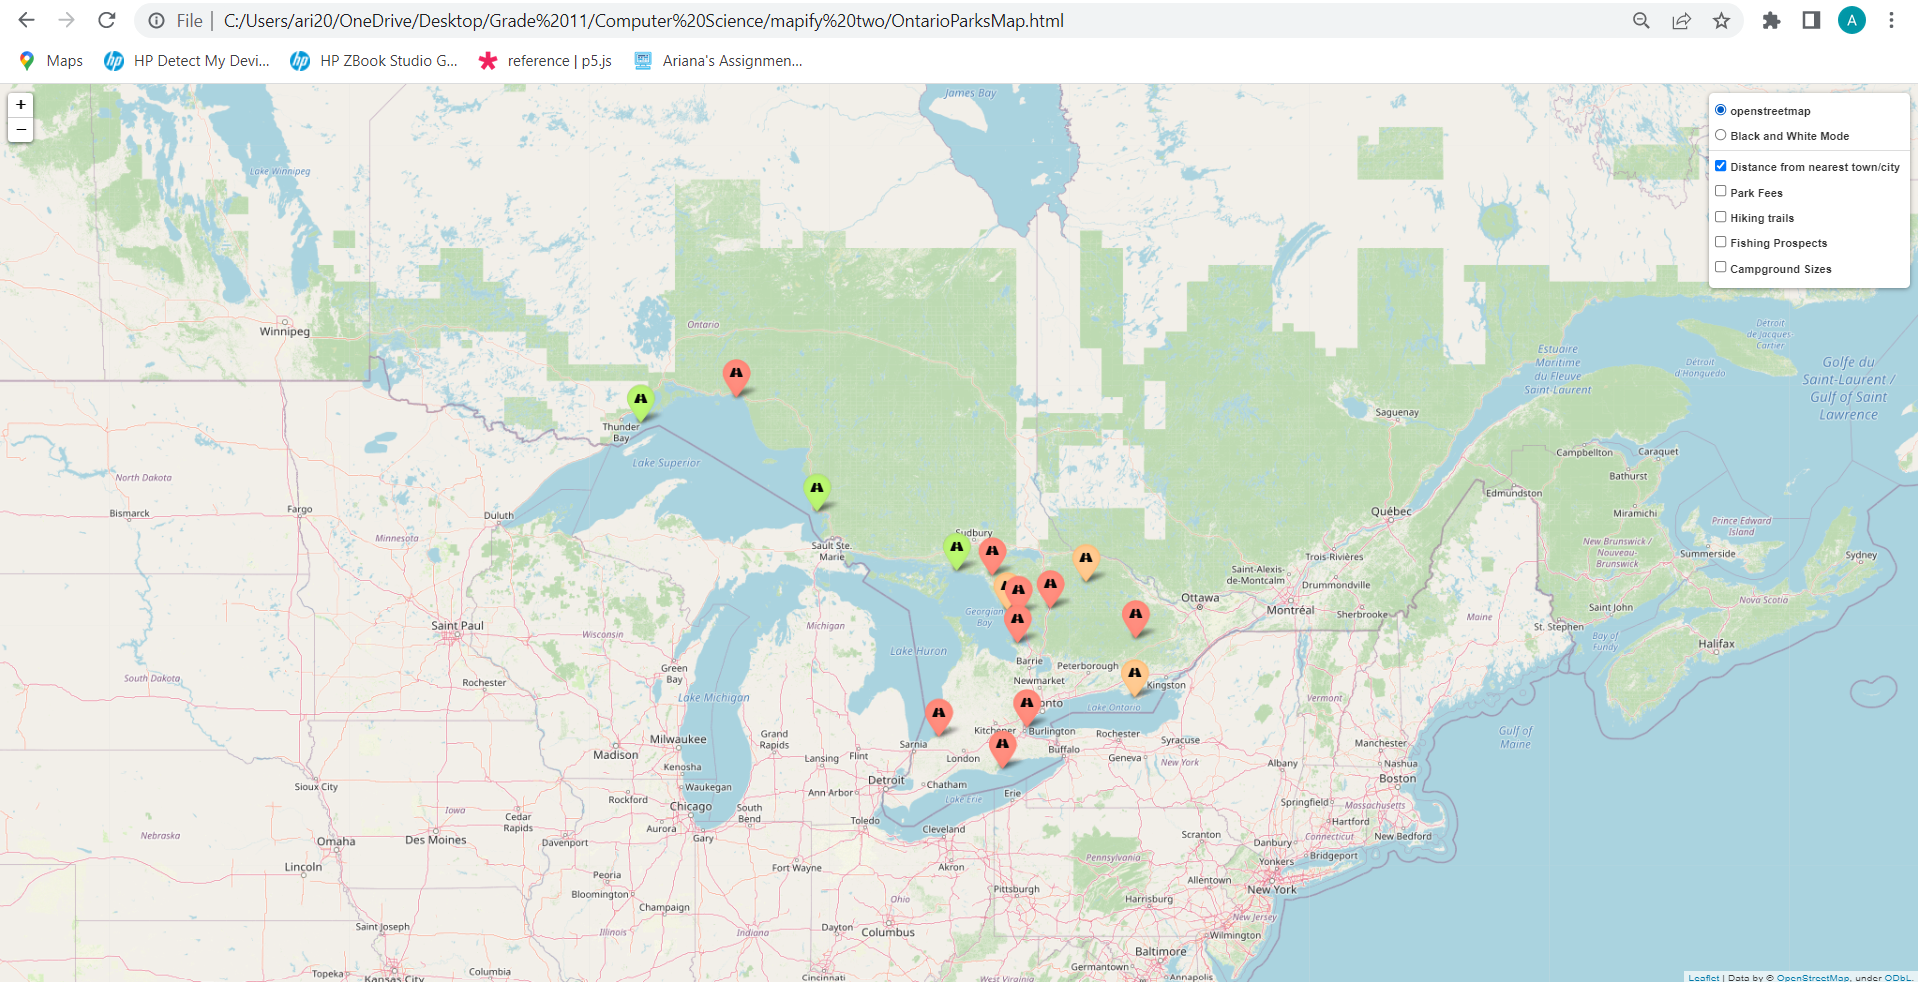 File | C:/Users/ari20/OneDrive/Desktop/Grade%2011/Computer%20Science/mapify%20two/OntarioParksMap.html
A
Maps
HP Detect My Devi...
HP ZBook Studio G...
reference | p5.js
Ariana's Assignmen...
+
−
openstreetmap
Black and White Mode
Distance from nearest town/city
Park Fees
Hiking trails
Fishing Prospects
Campground Sizes
James Bay
Lake Winnipeg
Winnipeg
Ontario
Détroit
de Jacques-
Cartier
Estuaire
Maritime
du Fleuve
Saint-Laurent
Détroit
d'Honguedo
Golfe du
Saint-Laurent /
Gulf of Saint
Lawrence
Thunder
Bay
Saguenay
Lake Superior
Campbellton
Caraquet
North Dakota
Bathurst
Edmundston
Bismarck
Fargo
Duluth
Québec
Miramichi
Prince Edward
Island
Minnesota
Sudbury
Sault Ste.
Marie
Trois-Rivières
New Brunswick /
Nouveau-
Brunswick
Summerside
Sydney
Saint-Alexis-
de-Montcalm
Drummondville
Ottawa
Montréal
Sherbrooke
Georgian
Bay
Saint John
Nova Scotia
Saint Paul
Wisconsin
Michigan
Maine
St. Stephen
Bay of
Fundy
Halifax
Lake Huron
Barrie
Peterborough
Green
Bay
South Dakota
Rochester
Newmarket
Kingston
Lake Michigan
Vermont
onto
Lake Ontario
Milwaukee
Grand
Rapids
Sarnia
Kitchener
Burlington
Rochester
Syracuse
Gulf of
Maine
Madison
Lansing
Flint
London
Buffalo
Geneva
New York
Albany
Manchester
Nashua
Kenosha
Detroit
Boston
Sioux City
Waukegan
Ann Arbor
Chatham
Rockford
Chicago
South
Bend
Lake Erie
Erie
Springfield
Massachusetts
Iowa
Cedar
Rapids
Aurora
Toledo
Cleveland
Hartford
Nebraska
Omaha
Des Moines
Davenport
Gary
Scranton
Danbury
Connecticut
New Bedford
Lincoln
Fort Wayne
Akron
Pennsylvania
Yonkers
Bridgeport
Peoria
Bloomington
Pittsburgh
Allentown
New York
Champaign
Ohio
Harrisburg
New Jersey
Saint Joseph
Illinois
Indiana
Dayton
Columbus
Wilmington
Baltimore
Topeka
Kansas City
Columbia
Cincinnati
West Virginia
Germantown
Annapolis
Leaflet | Data by © OpenStreetMap, under ODbL.